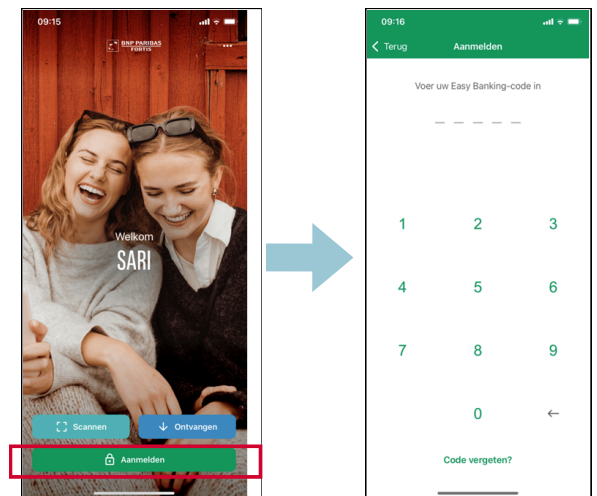 09:15
BNP PARIBAS
FORTIS
Welkom
SARI
Scannen
Ontvangen
Aanmelden
09:16
Terug
Aanmelden
Voer uw Easy Banking-code in
1 2 3
4 5 6
7 8 9
0
Code vergeten?